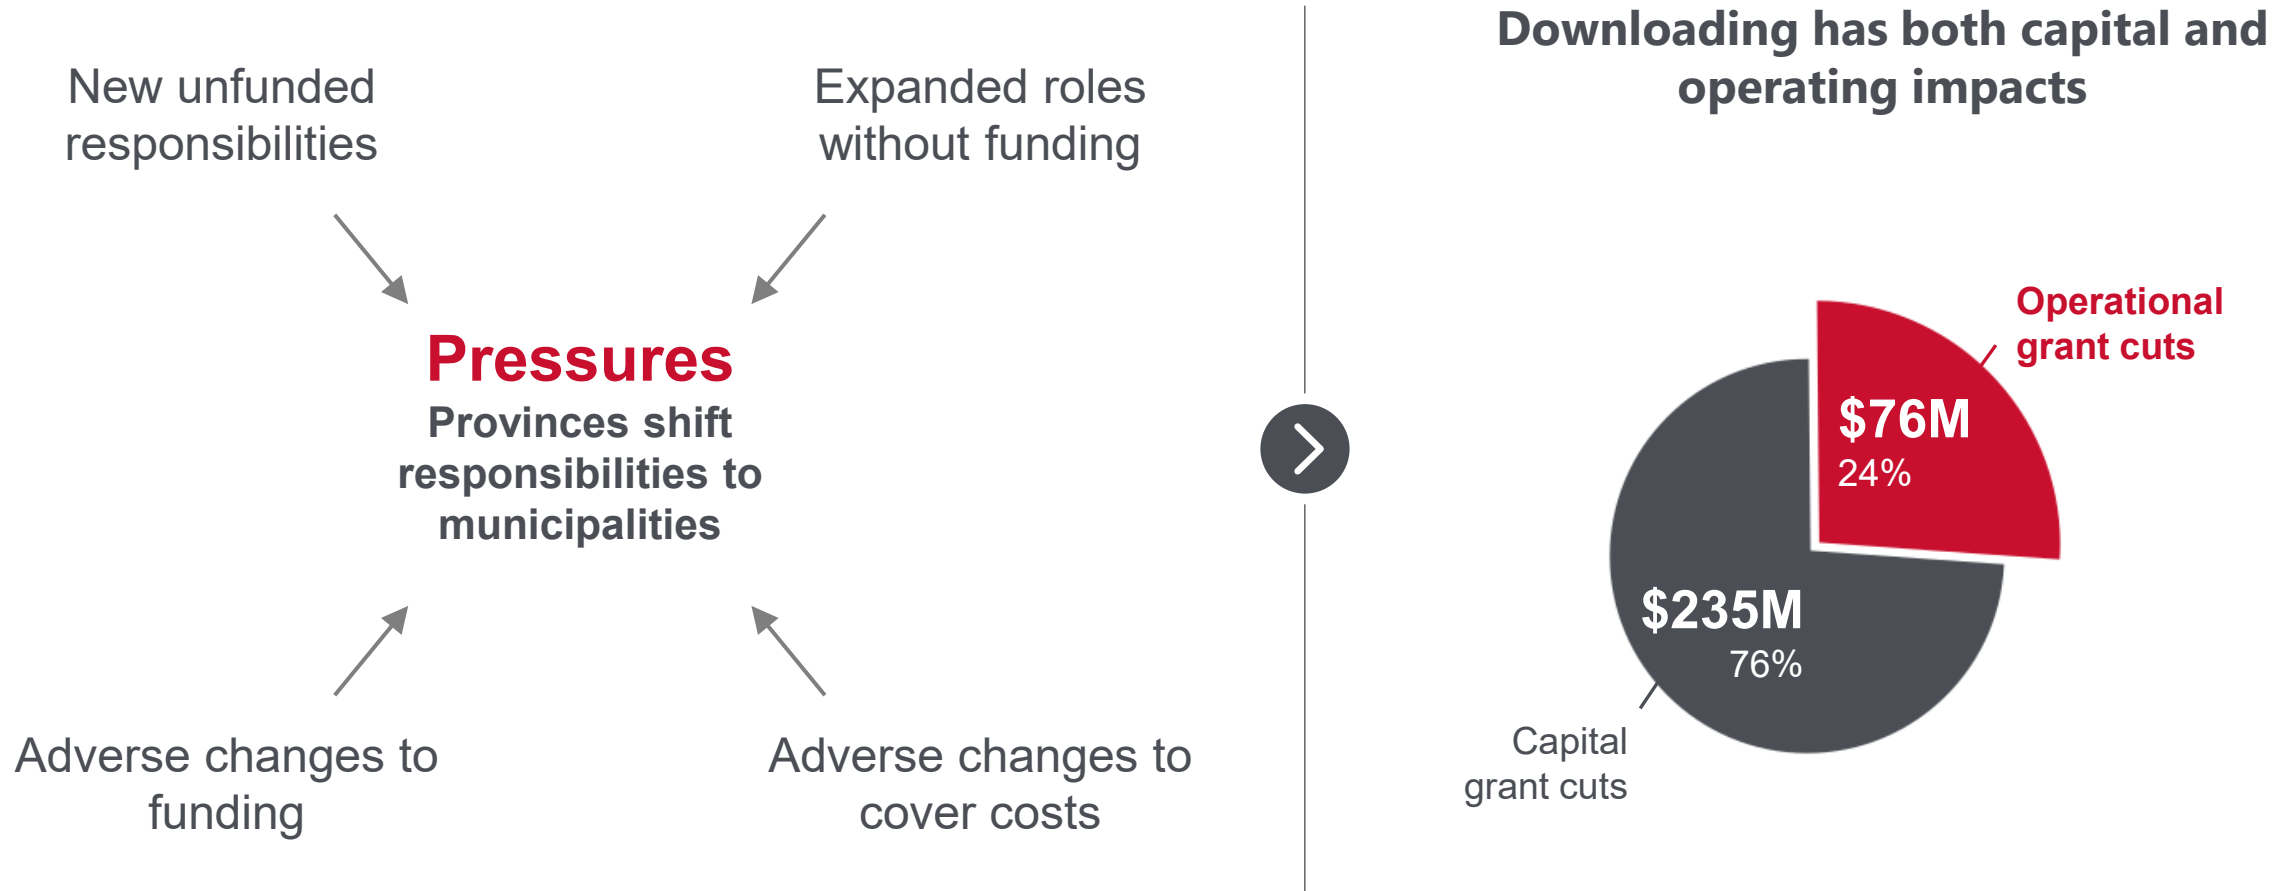 New unfunded
responsibilities
Expanded roles
without funding
Pressures
Provinces shift
responsibilities to
municipalities
Adverse changes to
funding
Adverse changes to
cover costs
Downloading has both capital and
operating impacts
Operational
grant cuts
$76M
24%
$235M
76%
Capital
grant cuts